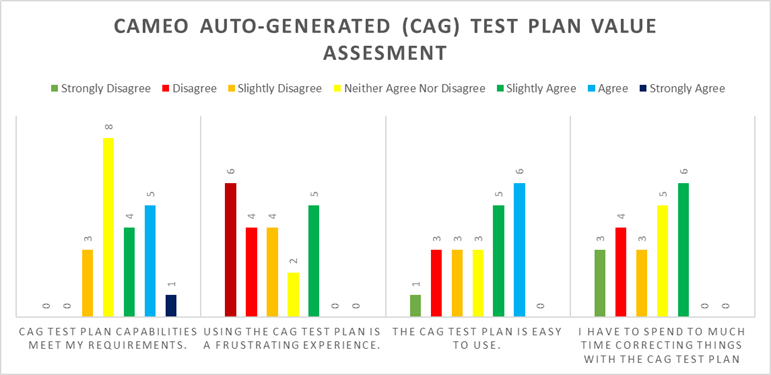 CAMEO AUTO-GENERATED (CAG) TEST PLAN VALUE
ASSESMENT
Strongly Disagree Disagree Slightly Disagree Neither Agree Nor Disagree Slightly Agree Agree Strongly Agree
0 0 3 8 4 5 1
6 4 4 2 5 0 0
1 3 3 3 5 6 0
3 4 3 5 6 0 0
CAG TEST PLAN CAPABILITIES
MEET MY REQUIREMENTS.
USING THE CAG TEST PLAN IS
A FRUSTRATING EXPERIENCE.
THE CAG TEST PLAN IS EASY
TO USE.
I HAVE TO SPEND TO MUCH
TIME CORRECTING THINGS
WITH THE CAG TEST PLAN